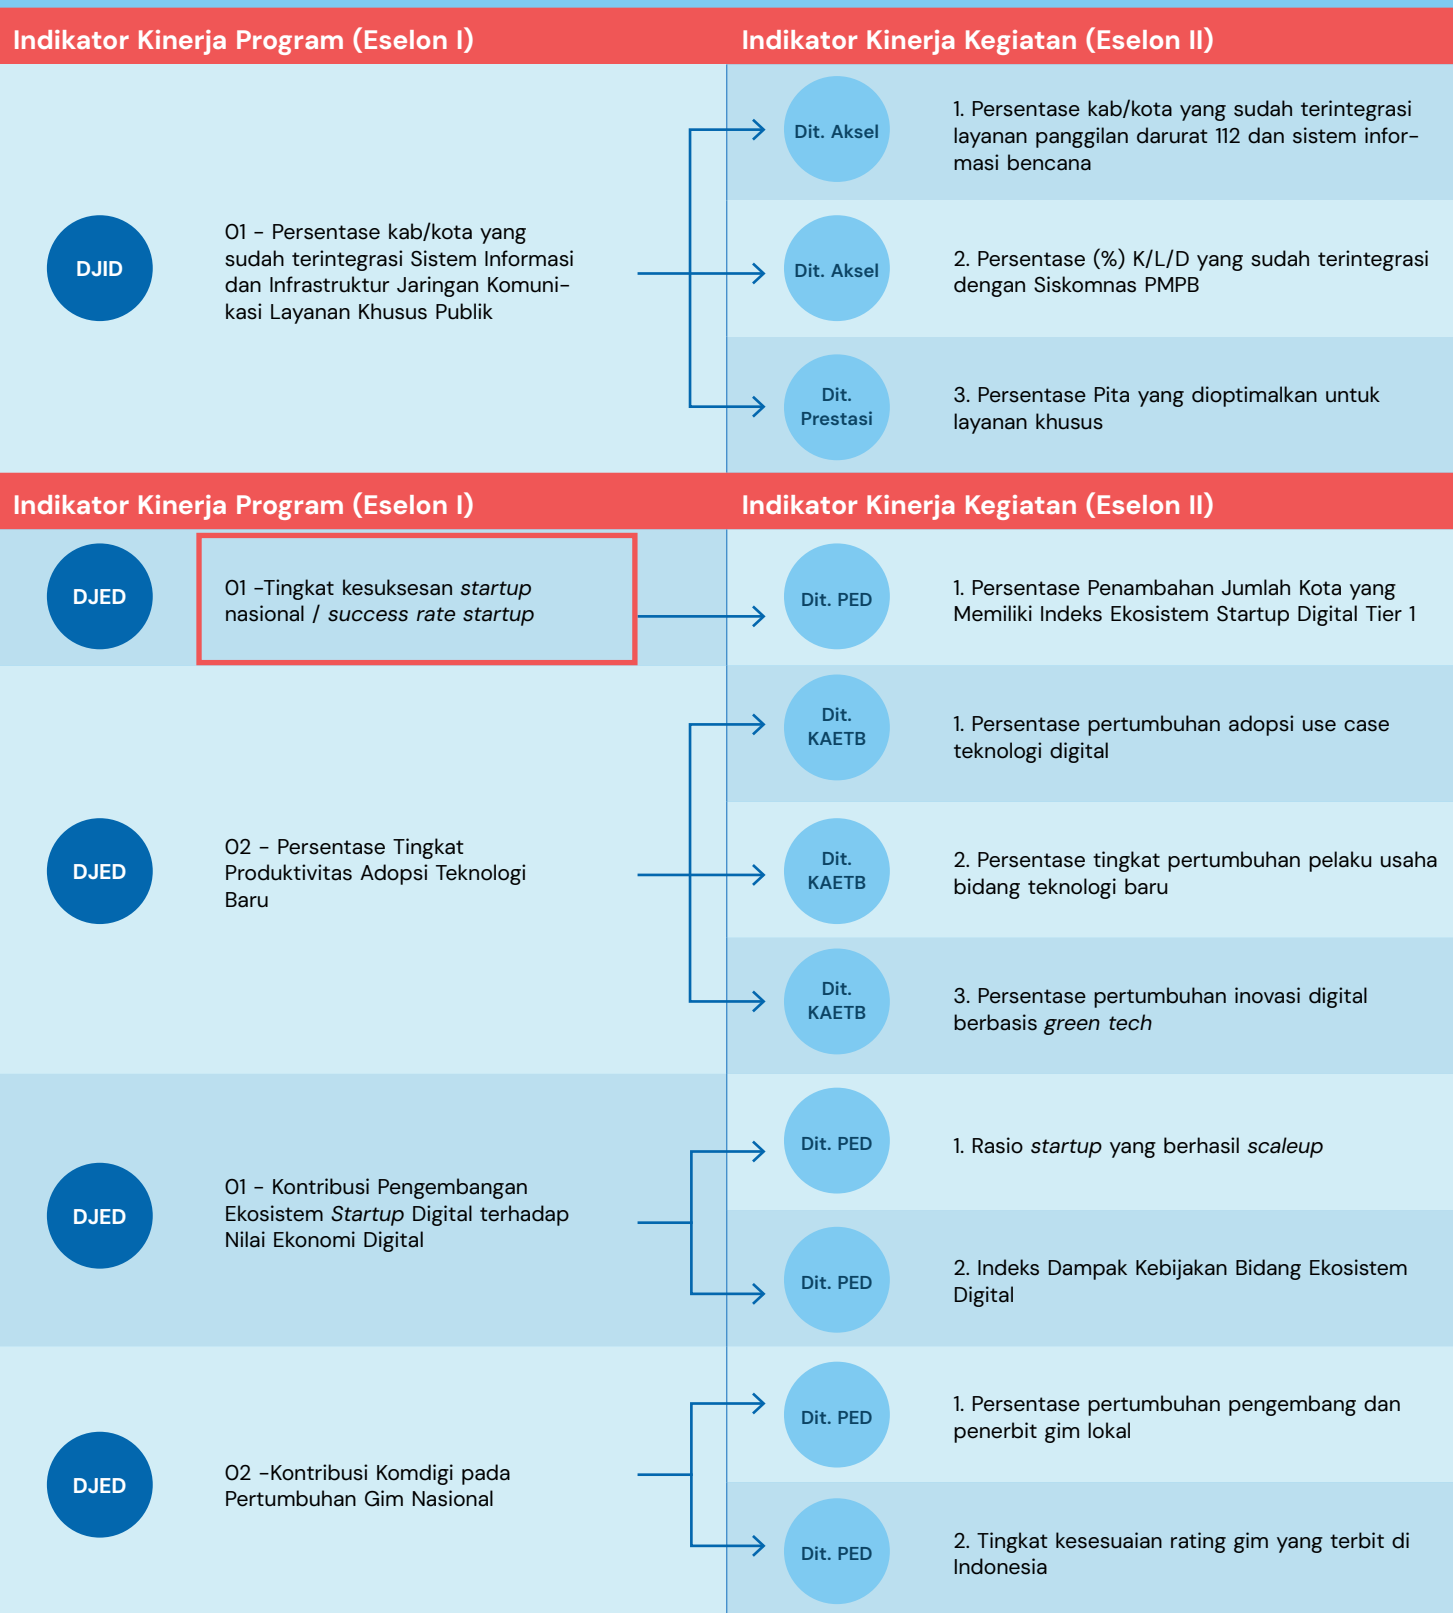 Indikator Kinerja Program (Eselon I)
Indikator Kinerja Kegiatan (Eselon II)
DJID
01 - Persentase kab/kota yang
sudah terintegrasi Sistem Informasi
dan Infrastruktur Jaringan Komuni-
kasi Layanan Khusus Publik
Dit. Aksel
1. Persentase kab/kota yang sudah terintegrasi
layanan panggilan darurat 112 dan sistem infor-
masi bencana
Dit. Aksel
2. Persentase (%) K/L/D yang sudah terintegrasi
dengan Siskomnas PMPB
Dit.
Prestasi
3. Persentase Pita yang dioptimalkan untuk
layanan khusus
Indikator Kinerja Program (Eselon I)
Indikator Kinerja Kegiatan (Eselon II)
DJED
01 -Tingkat kesuksesan startup
nasional / success rate startup
Dit. PED
1. Persentase Penambahan Jumlah Kota yang
Memiliki Indeks Ekosistem Startup Digital Tier 1
DJED
02 - Persentase Tingkat
Produktivitas Adopsi Teknologi
Baru
Dit.
KAETB
1. Persentase pertumbuhan adopsi use case
teknologi digital
Dit.
KAETB
2. Persentase tingkat pertumbuhan pelaku usaha
bidang teknologi baru
Dit.
KAETB
3. Persentase pertumbuhan inovasi digital
berbasis green tech
DJED
01 - Kontribusi Pengembangan
Ekosistem Startup Digital terhadap
Nilai Ekonomi Digital
Dit. PED
1. Rasio startup yang berhasil scaleup
Dit. PED
2. Indeks Dampak Kebijakan Bidang Ekosistem
Digital
DJED
02 -Kontribusi Komdigi pada
Pertumbuhan Gim Nasional
Dit. PED
1. Persentase pertumbuhan pengembang dan
penerbit gim lokal
Dit. PED
2. Tingkat kesesuaian rating gim yang terbit di
Indonesia